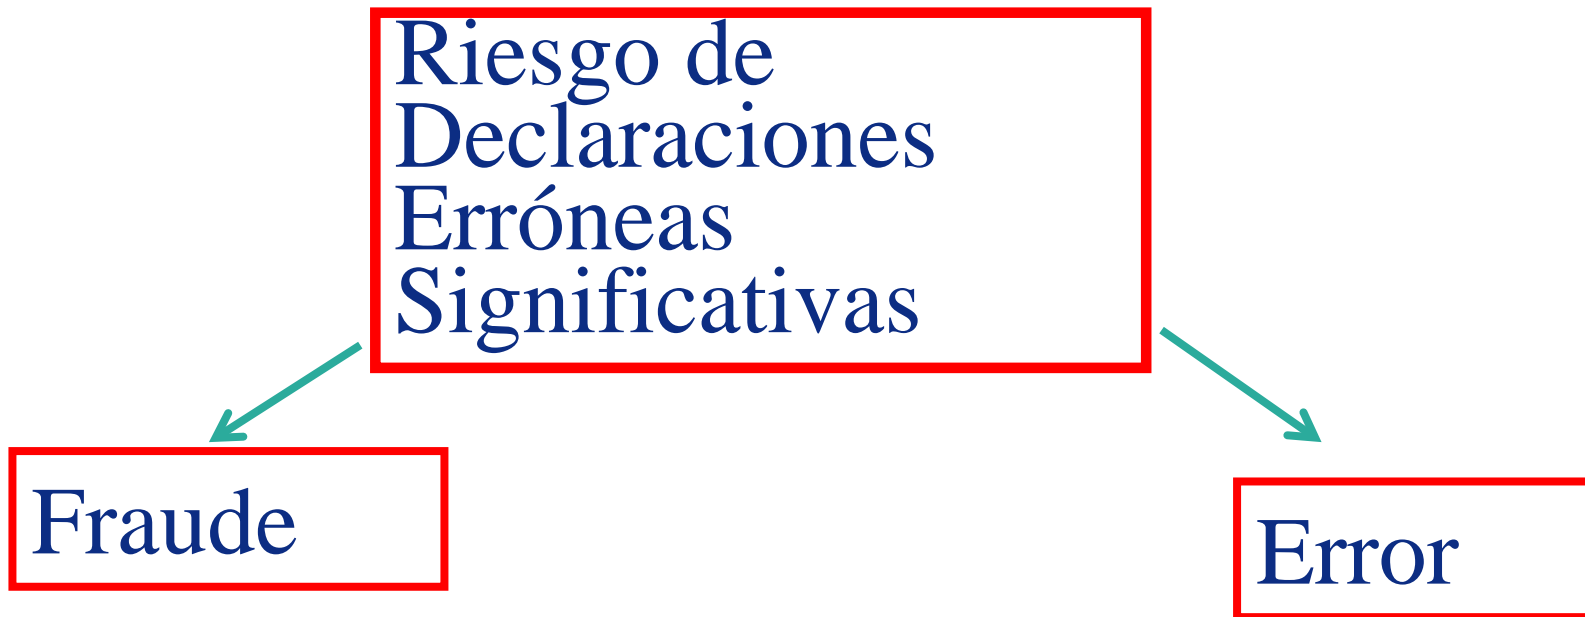 Riesgo de
Declaraciones
Erróneas
Significativas
Fraude
Error